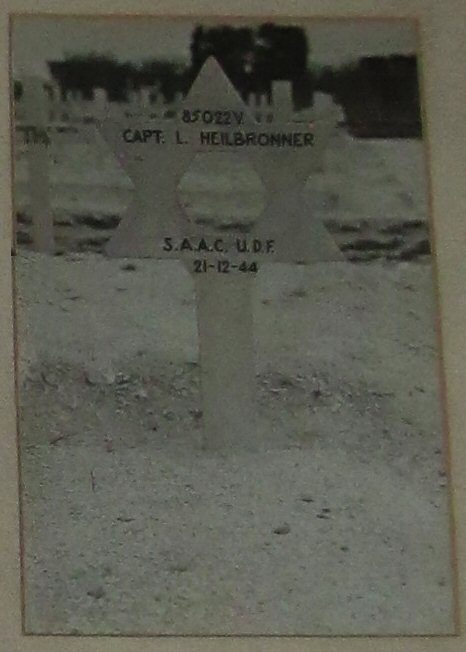 85022V
CAPT. L. HEILBRONNER
S.A.A.C. U.D.F.
21-12-44